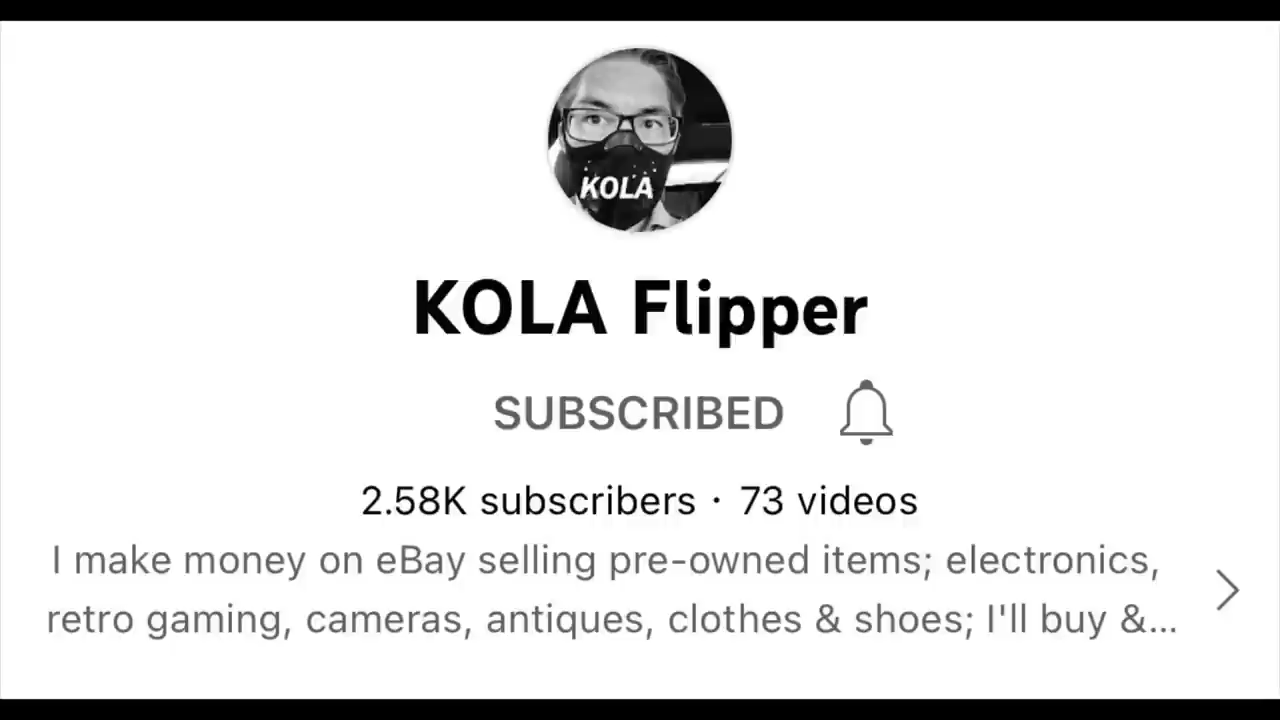 KOLA
KOLA Flipper
SUBSCRIBED
2.58K subscribers · 73 videos
I make money on eBay selling pre-owned items; electronics,
retro gaming, cameras, antiques, clothes & shoes; I'll buy &...